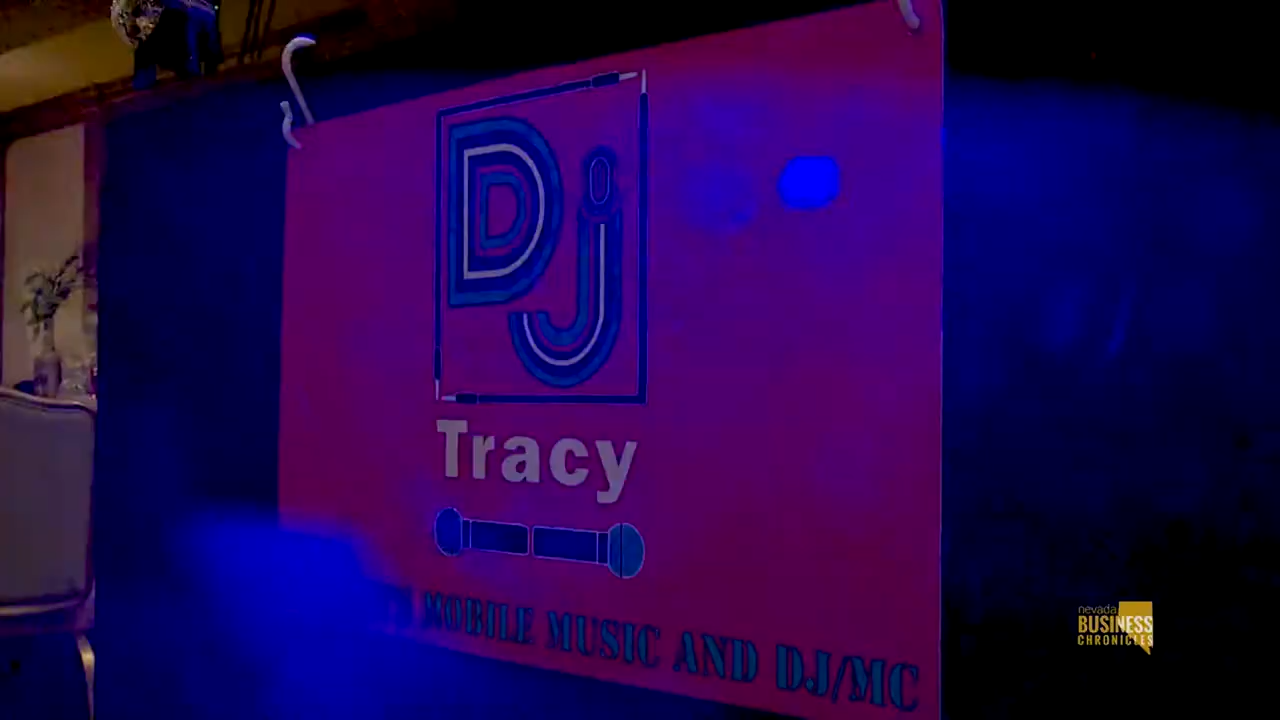 Dj
Tracy
MOBILE MUSIC AND DJ/MC
nevada
BUSINESS
CHRONICLES